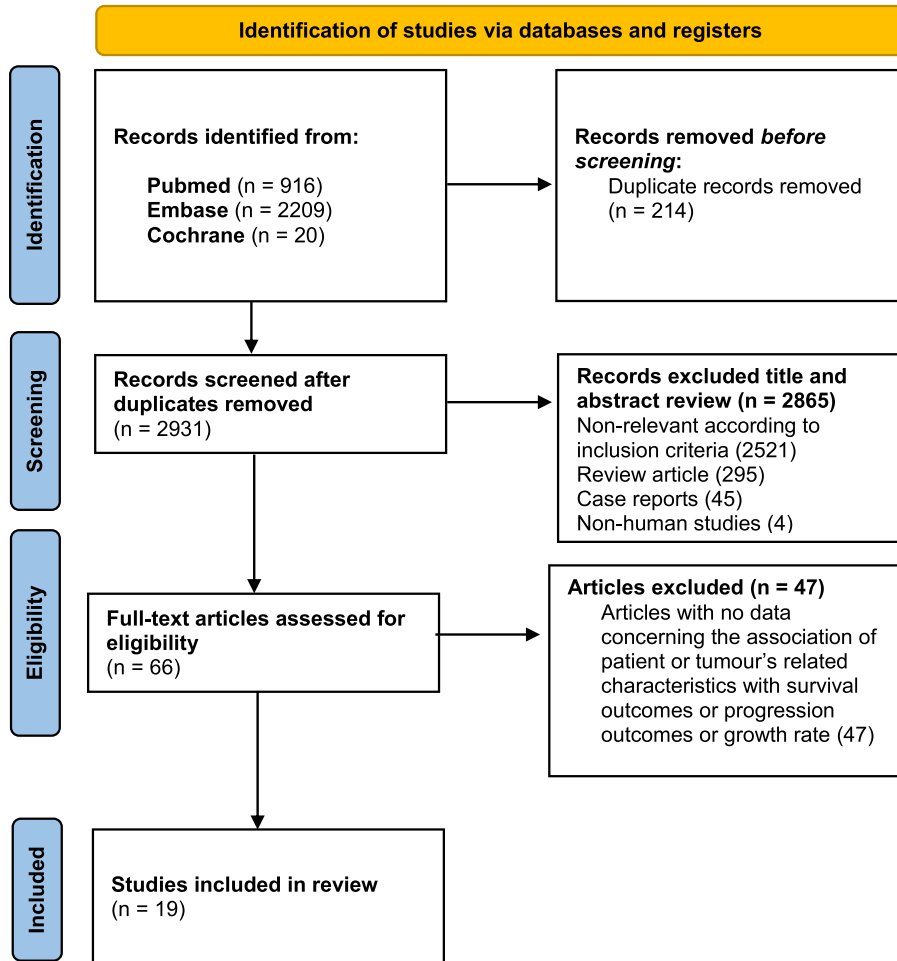 Identification of studies via databases and registers
Identification
Records identified from:
Pubmed (n = 916)
Embase (n = 2209)
Cochrane (n = 20)
Records removed before
screening:
Duplicate records removed
(n = 214)
Screening
Records screened after
duplicates removed
(n = 2931)
Records excluded title and
abstract review (n = 2865)
Non-relevant according to
inclusion criteria (2521)
Review article (295)
Case reports (45)
Non-human studies (4)
Eligibility
Full-text articles assessed for
eligibility
(n = 66)
Articles excluded (n = 47)
Articles with no data
concerning the association of
patient or tumour's related
characteristics with survival
outcomes or progression
outcomes or growth rate (47)
Included
Studies included in review
(n = 19)